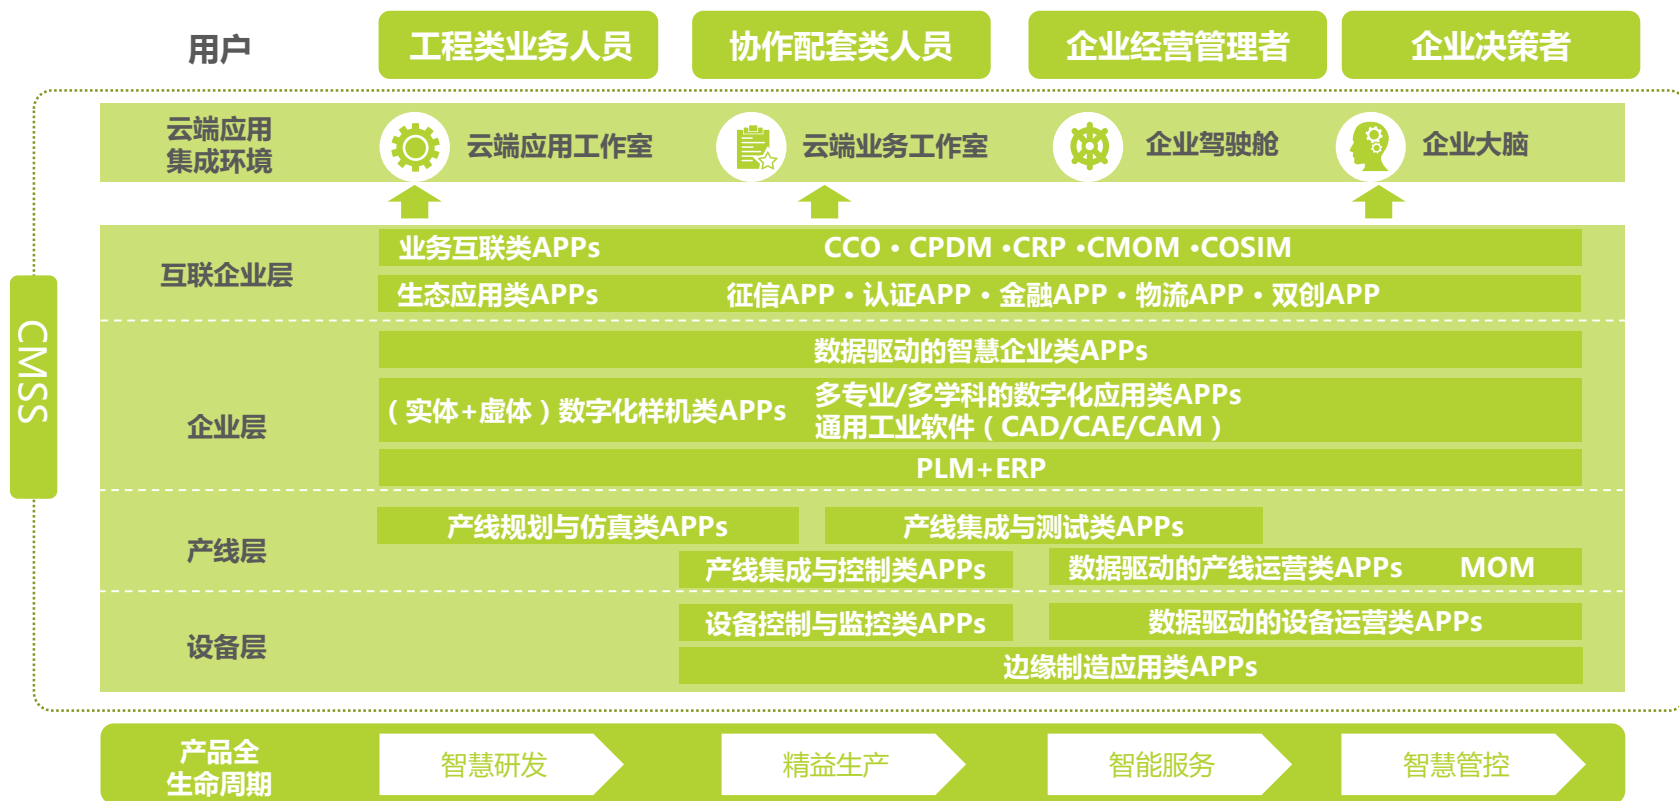 用户
工程类业务人员
协作配套类人员
企业经营管理者
企业决策者
云端应用
集成环境
云端应用工作室
云端业务工作室
企业驾驶舱
企业大脑
CMSS
互联企业层
业务互联类APPs
CCO•CPDM•CRP•CMOM•COSIM
生态应用类APPs
征信APP•认证APP•金融APP•物流APP•双创APP
企业层
数据驱动的智慧企业类APPs
（实体+虚体）数字化样机类APPs
多专业/多学科的数字化应用类APPs
通用工业软件（CAD/CAE/CAM）
PLM+ERP
产线层
产线规划与仿真类APPs
产线集成与测试类APPs
产线集成与控制类APPs
数据驱动的产线运营类APPs MOM
设备层
设备控制与监控类APPs
数据驱动的设备运营类APPs
边缘制造应用类APPs
产品全
生命周期
智慧研发
精益生产
智能服务
智慧管控